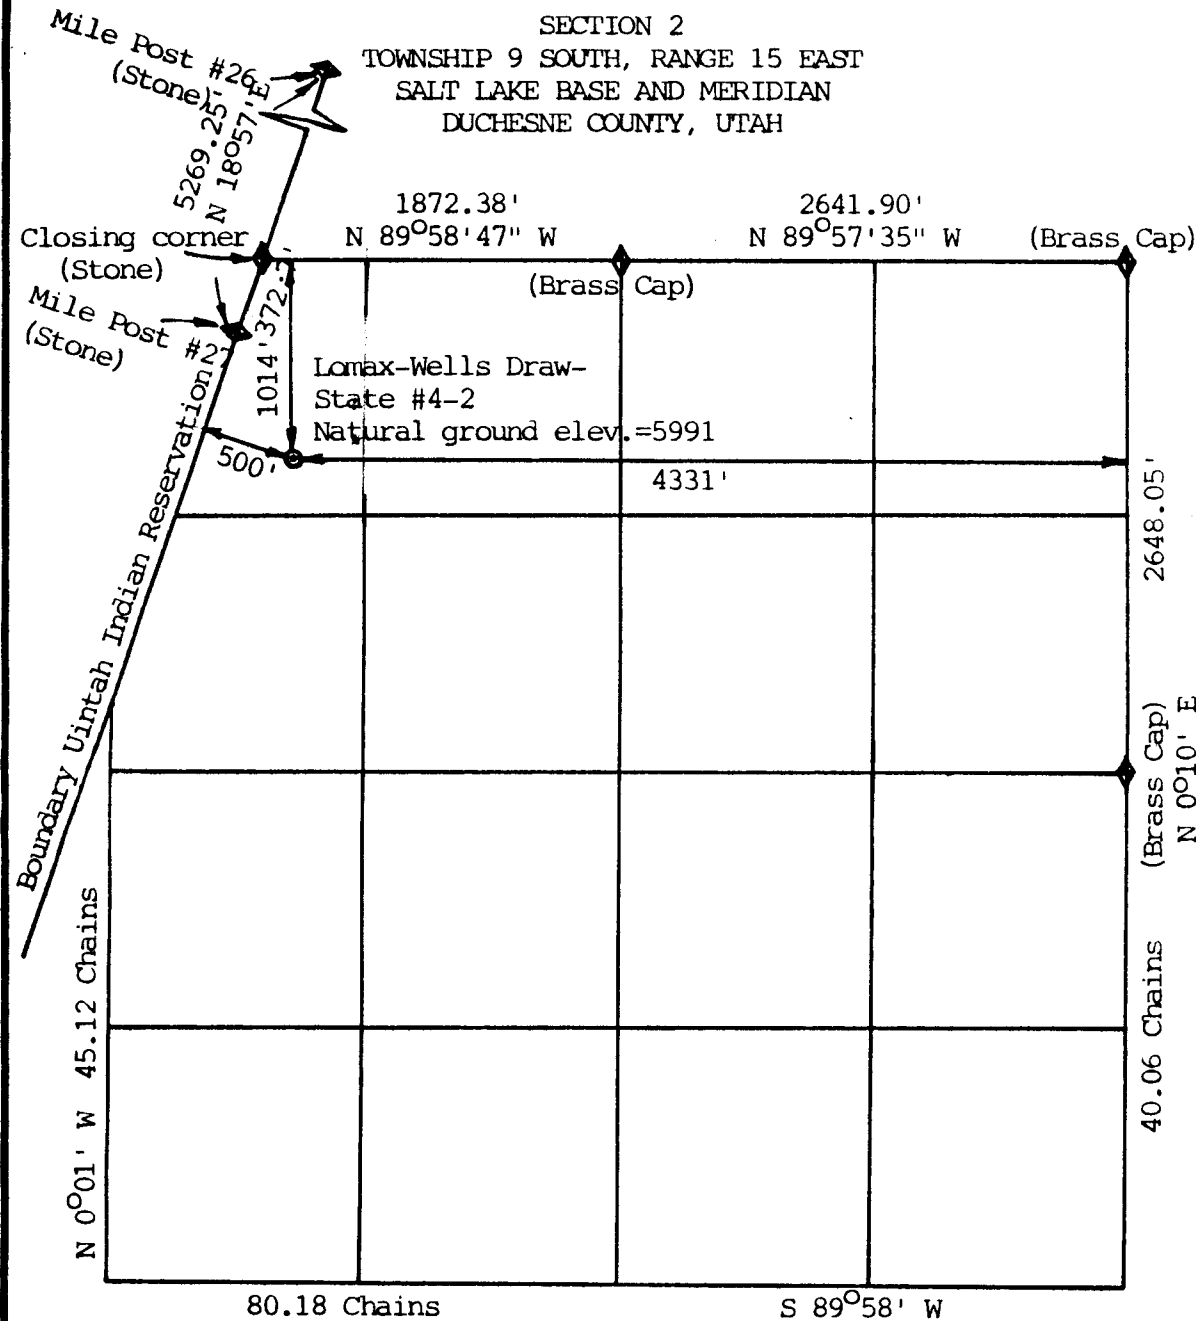 SECTION 2
TOWNSHIP 9 SOUTH, RANGE 15 EAST
SALT LAKE BASE AND MERIDIAN
DUCHESNE COUNTY, UTAH
Mile Post #26
(Stone)
5269.25'
N 18°57' E
1872.38'
N 89°58'47" W
2641.90'
N 89°57'35" W
(Brass Cap)
Closing corner
(Stone)
(Brass Cap)
Mile Post
(Stone)
1014'
Lomax-Wells Draw-
State #4-2
Natural ground elev.=5991
500'
4331'
2648.05'
Boundary Uintah Indian Reservation
(Brass Cap)
N 0°10' E
40.06 Chains
N 0°01' W 45.12 Chains
80.18 Chains
S 89°58' W